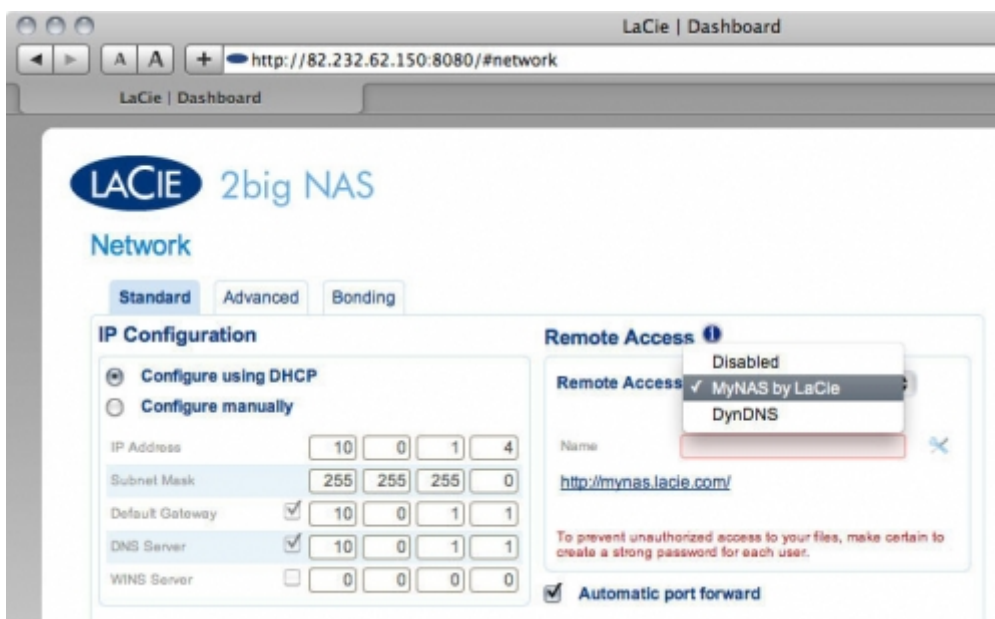 LaCie | Dashboard
A A + http://82.232.62.150:8080/#network
LaCie | Dashboard
LACIE 2big NAS
Network
Standard Advanced Bonding
IP Configuration
Configure using DHCP
Configure manually
IP Address 10 0 1 4
Subnet Mask 255 255 255 0
Default Gateway 10 0 1 1
DNS Server 10 0 1 1
WINS Server 0 0 0 0
Remote Access i
Remote Access
Disabled
✓ MyNAS by LaCie
DynDNS
Name
http://mynas.lacie.com/
To prevent unauthorized access to your files, make certain to
create a strong password for each user.
Automatic port forward